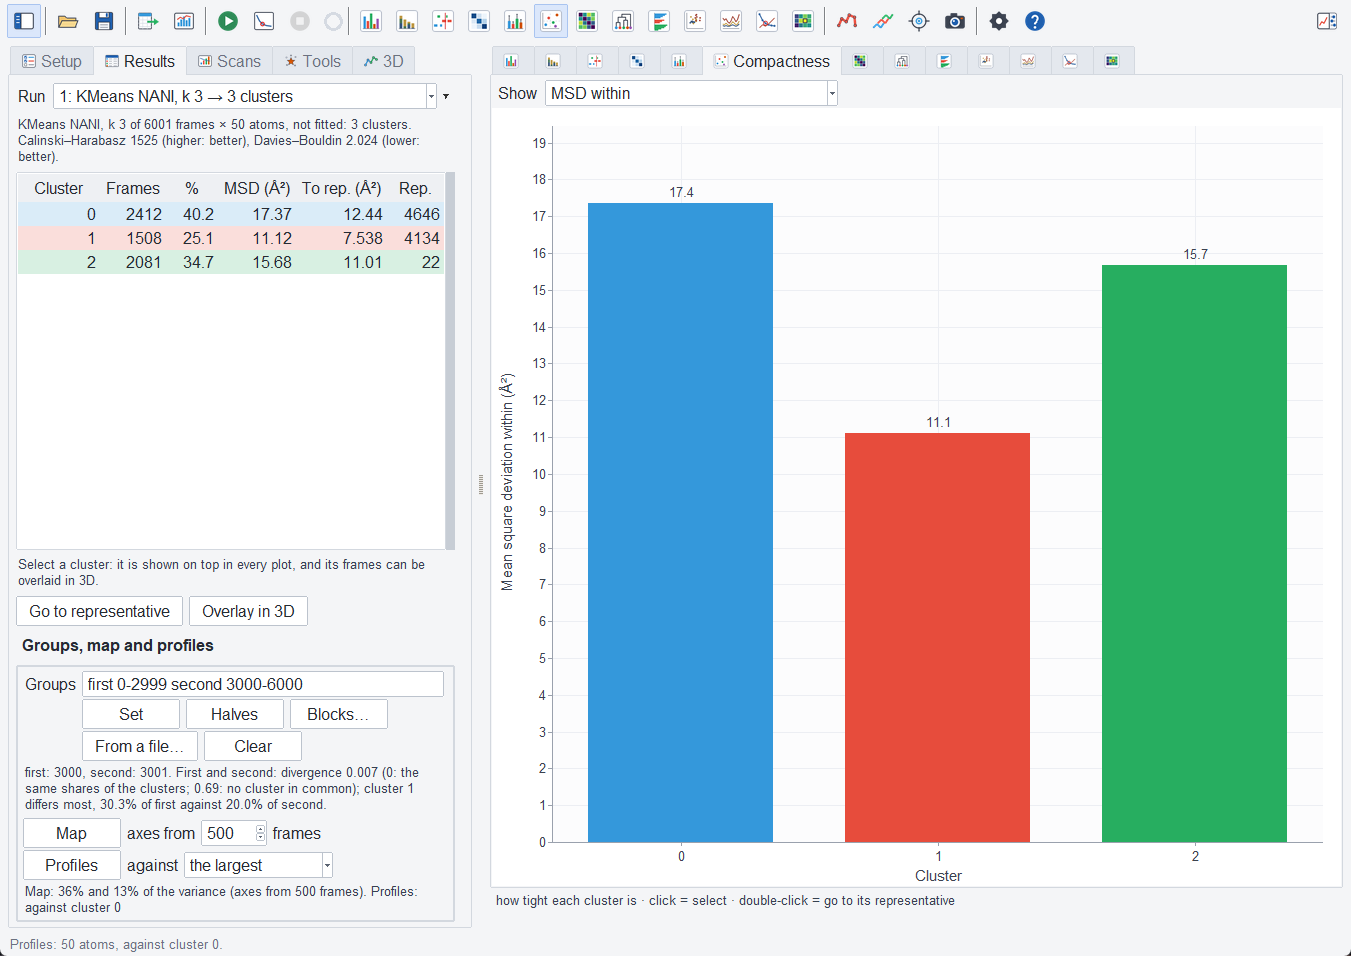 Setup
Results
Scans
Tools
3D
Compactness
Run
1: KMeans NANI, k 3 → 3 clusters
Show
MSD within
KMeans NANI, k 3 of 6001 frames × 50 atoms, not fitted: 3 clusters.
Calinski–Harabasz 1525 (higher: better), Davies–Bouldin 2.024 (lower:
better).
Cluster Frames % MSD (Å²) To rep. (Å²) Rep.
0 2412 40.2 17.37 12.44 4646
1 1508 25.1 11.12 7.538 4134
2 2081 34.7 15.68 11.01 22
Select a cluster: it is shown on top in every plot, and its frames can be
overlaid in 3D.
Go to representative
Overlay in 3D
Groups, map and profiles
Groups
first 0-2999 second 3000-6000
Set
Halves
Blocks...
From a file...
Clear
first: 3000, second: 3001. First and second: divergence 0.007 (0: the
same shares of the clusters; 0.69: no cluster in common); cluster 1
differs most, 30.3% of first against 20.0% of second.
Map
axes from
500
frames
Profiles
against
the largest
Map: 36% and 13% of the variance (axes from 500 frames). Profiles:
against cluster 0
Profiles: 50 atoms, against cluster 0.
Mean square deviation within (Å²)
19
18
17
16
15
14
13
12
11
10
9
8
7
6
5
4
3
2
1
0
17.4
11.1
15.7
0
1
2
Cluster
how tight each cluster is · click = select · double-click = go to its representative